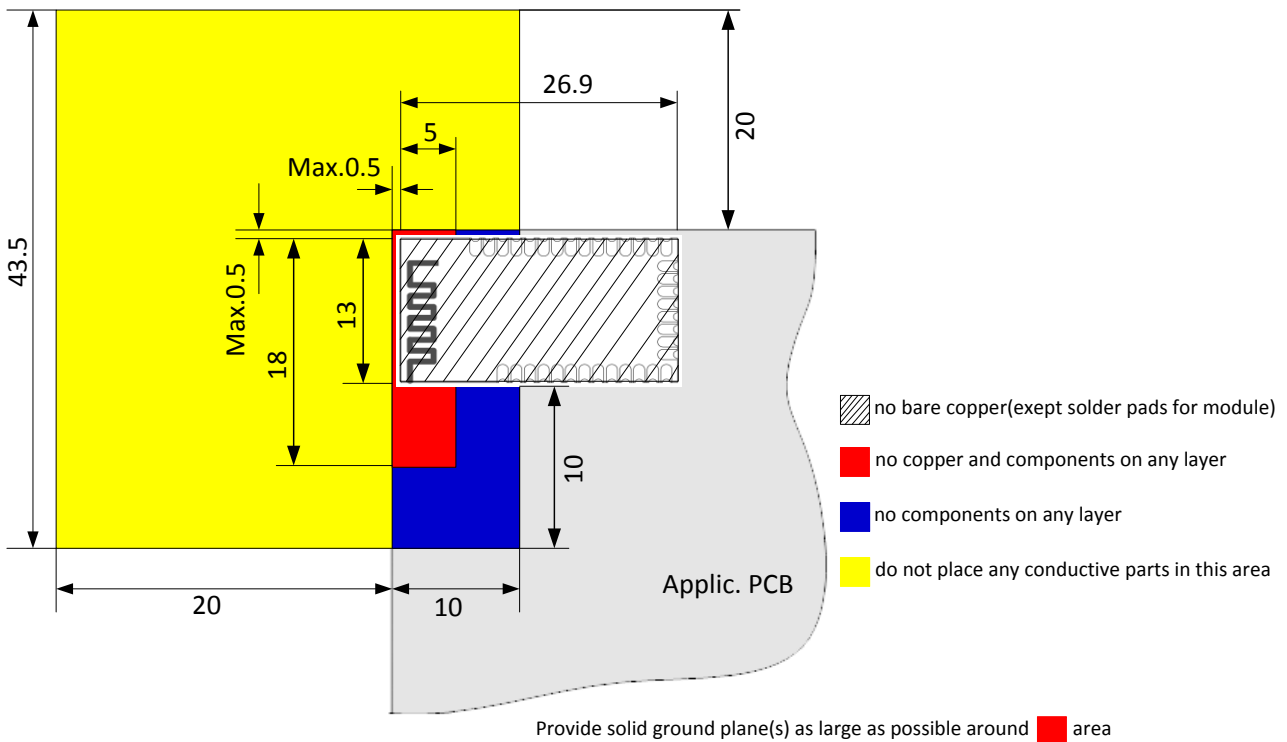 26.9
20
5
Max.0.5
43.5
Max.0.5
13
18
no bare copper(exept solder pads for module)
no copper and components on any layer
10
no components on any layer
do not place any conductive parts in this area
Applic. PCB
20
10
Provide solid ground plane(s) as large as possible around area